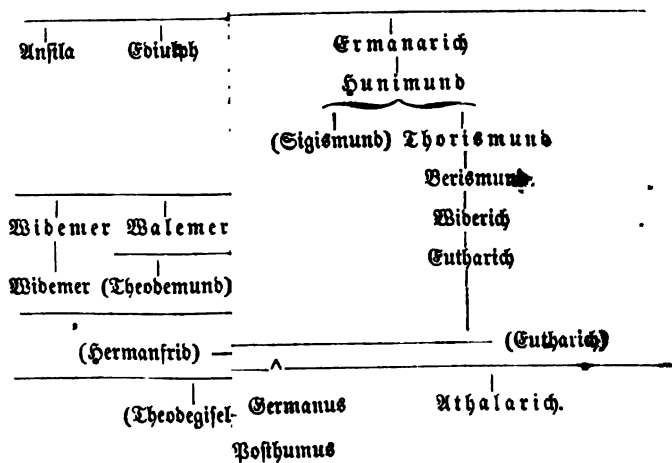 Ansila Ediulph Ermanarich
Hunimund
(Sigismund) Thorismund
Berismund.
Widemer Walemer Widerich
Eutharich
Widemer (Theodemund)
(Hermanfrid) (Eutharich)
(Theodegisel- Germanus Athalarich.
Posthumus